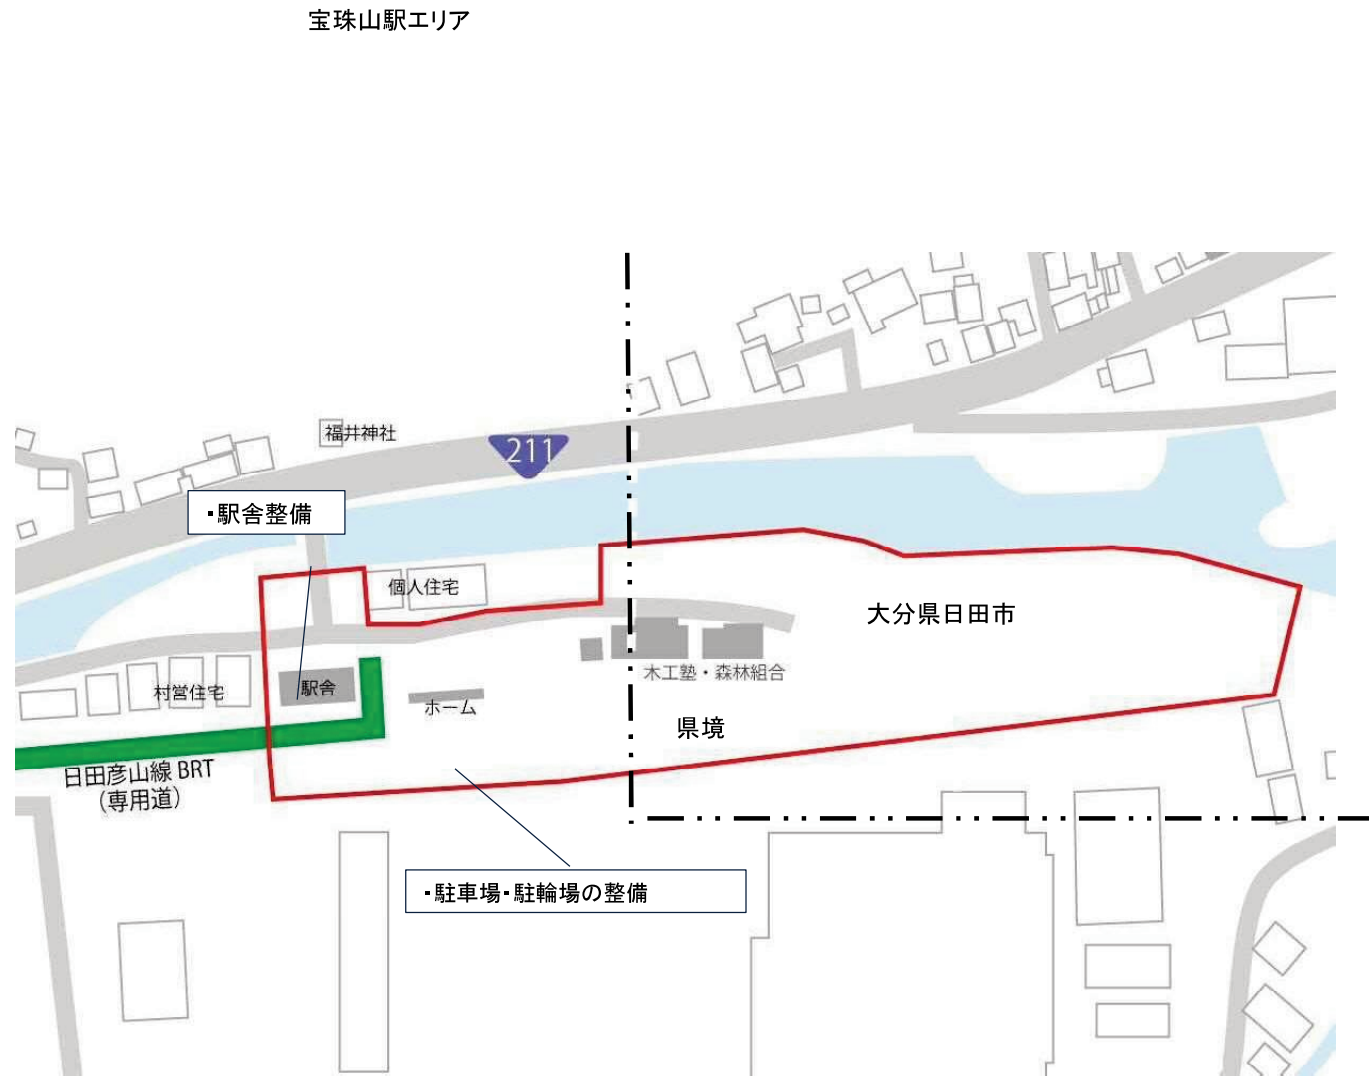 宝珠山駅エリア
福井神社
211
・駅舎整備
個人住宅
大分県日田市
木工塾・森林組合
村営住宅
駅舎
ホーム
県境
日田彦山線 BRT
（専用道）
・駐車場・駐輪場の整備